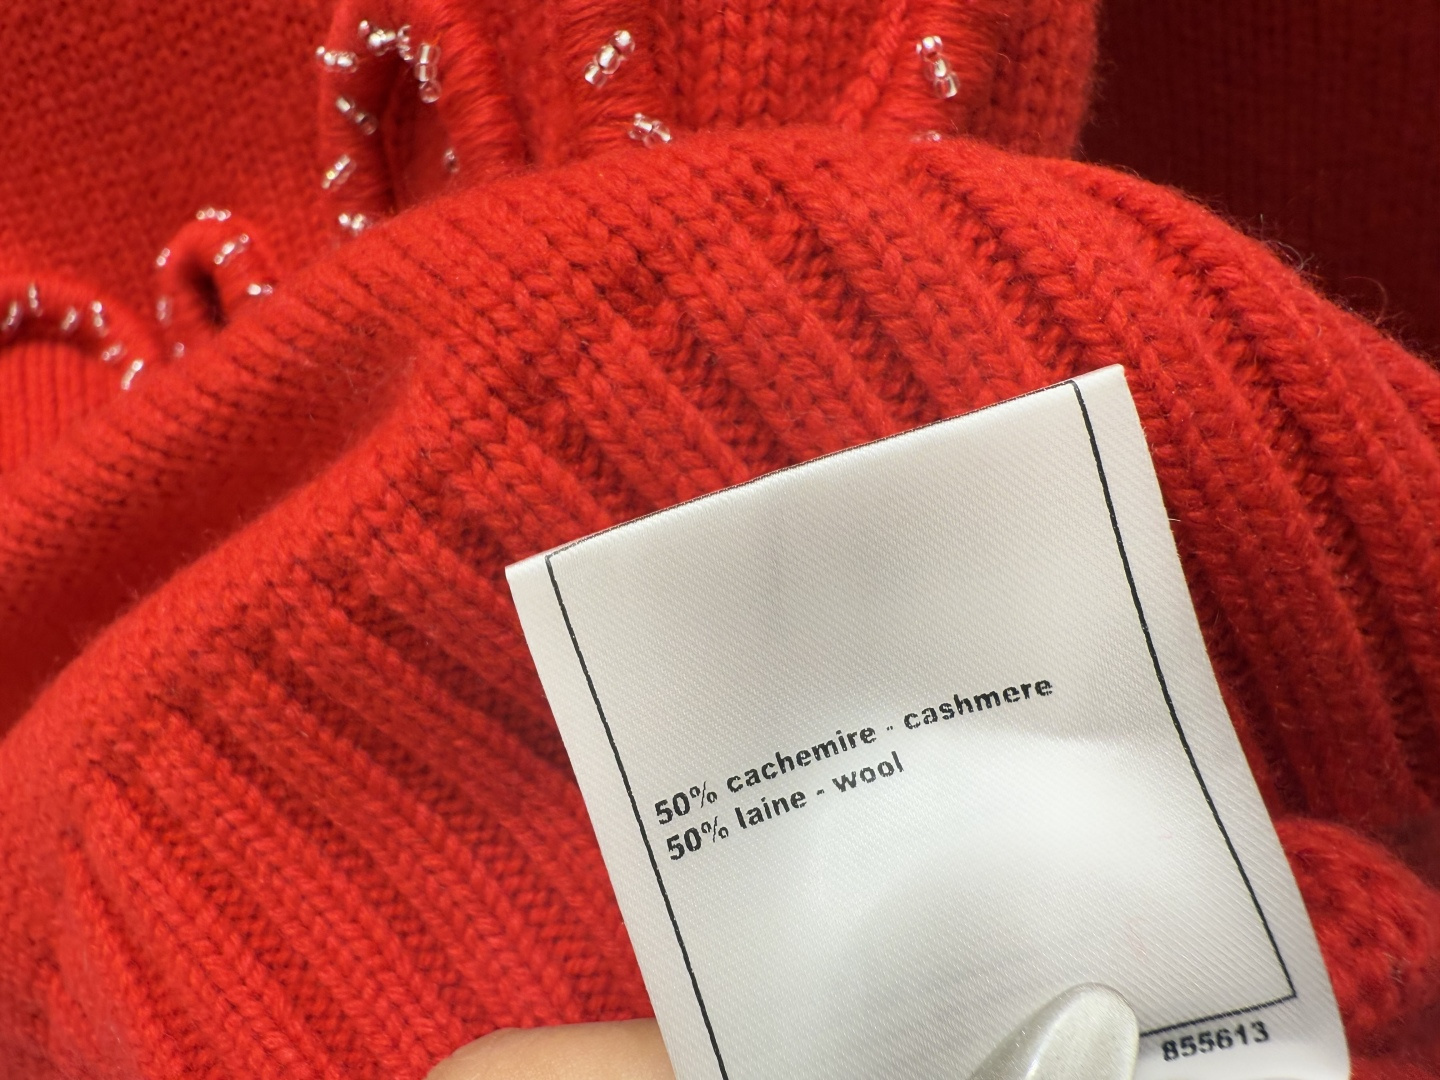 50% cachemire - cashmere
50% laine - wool
855613